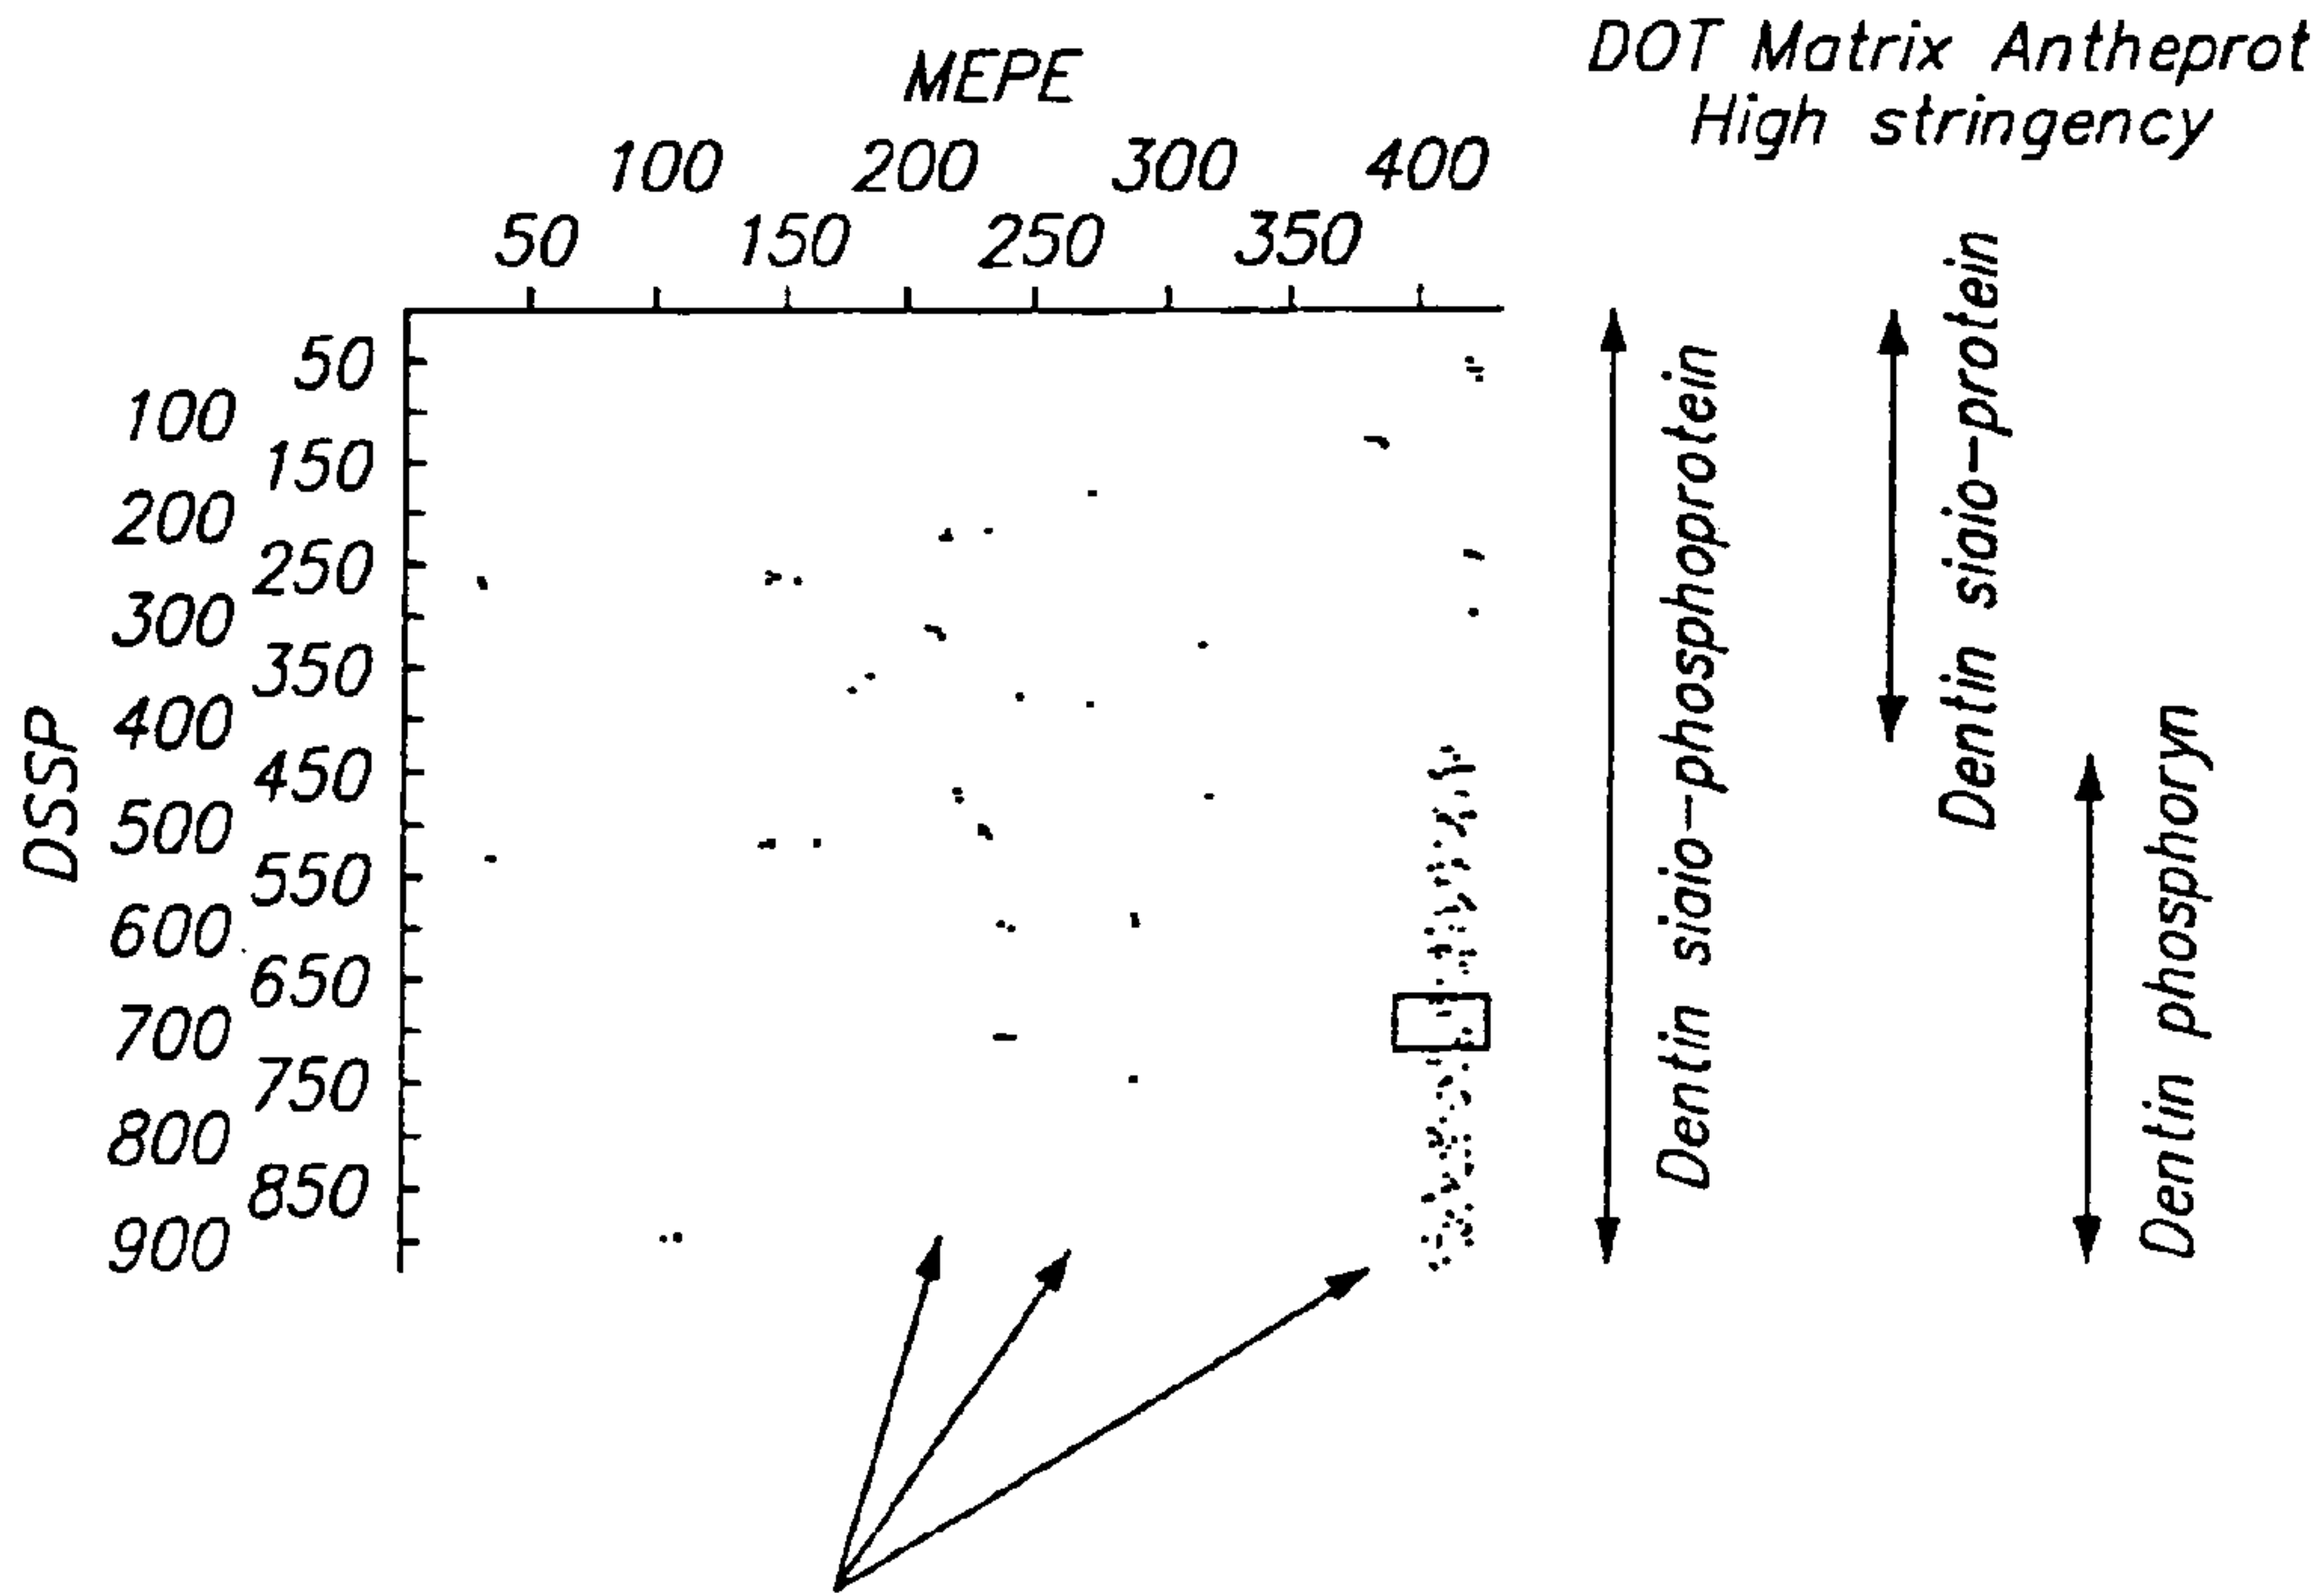 DOT Matrix Antheprot
High stringency
MEPE
100 200 300 400
50 150 250 350
DSSP
50
100
150
200
250
300
350
400
450
500
550
600
650
700
750
800
850
900
Dentin sialo-phosphoprotein
Dentin sialo-protein
Dentin phosphoryn